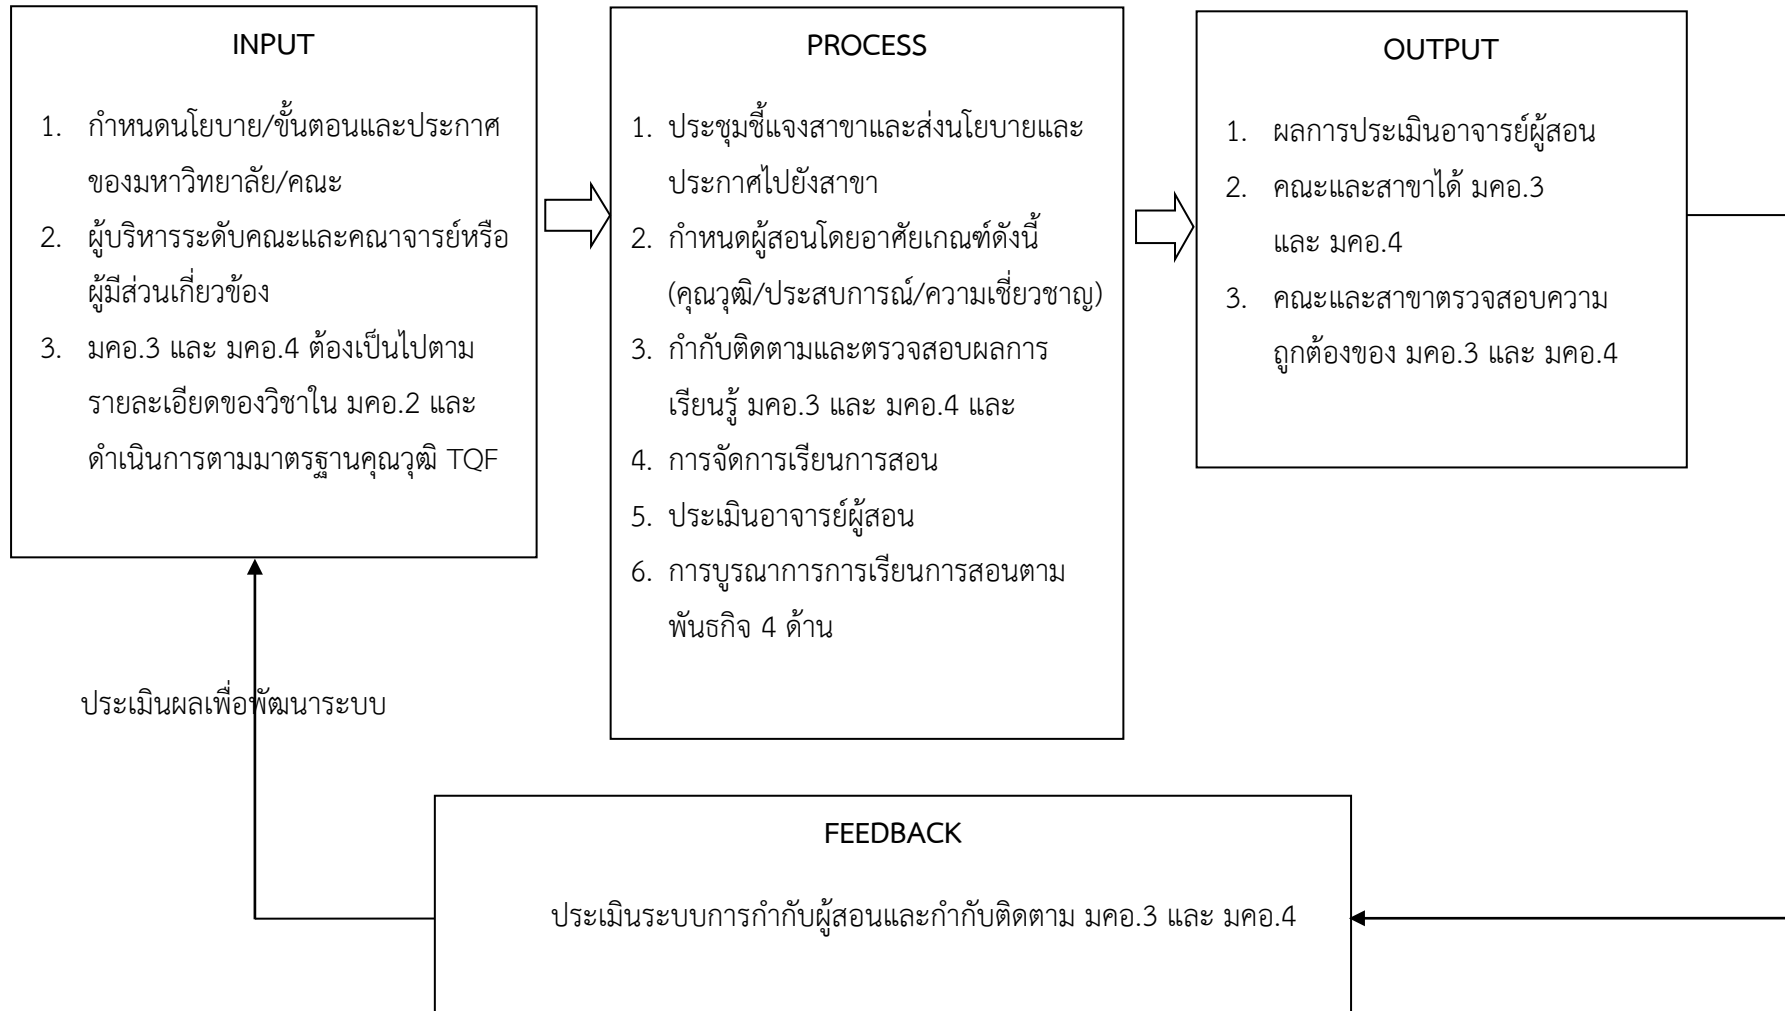 INPUT
1. กำหนดนโยบาย/ขั้นตอนและประกาศ
ของมหาวิทยาลัย/คณะ
2. ผู้บริหารระดับคณะและคณาจารย์หรือ
ผู้มีส่วนเกี่ยวข้อง
3. มคอ.3 และ มคอ.4 ต้องเป็นไปตาม
รายละเอียดของวิชาใน มคอ.2 และ
ดำเนินการตามมาตรฐานคุณวุฒิ TQF
PROCESS
1. ประชุมชี้แจงสาขาและส่งนโยบายและ
ประกาศไปยังสาขา
2. กำหนดผู้สอนโดยอาศัยเกณฑ์ดังนี้
(คุณวุฒิ/ประสบการณ์/ความเชี่ยวชาญ)
3. กำกับติดตามและตรวจสอบผลการ
เรียนรู้ มคอ.3 และ มคอ.4 และ
4. การจัดการเรียนการสอน
5. ประเมินอาจารย์ผู้สอน
6. การบูรณาการการเรียนการสอนตาม
พันธกิจ 4 ด้าน
OUTPUT
1. ผลการประเมินอาจารย์ผู้สอน
2. คณะและสาขาได้ มคอ.3
และ มคอ.4
3. คณะและสาขาตรวจสอบความ
ถูกต้องของ มคอ.3 และ มคอ.4
ประเมินผลเพื่อพัฒนาระบบ
FEEDBACK
ประเมินระบบการกำกับผู้สอนและกำกับติดตาม มคอ.3 และ มคอ.4